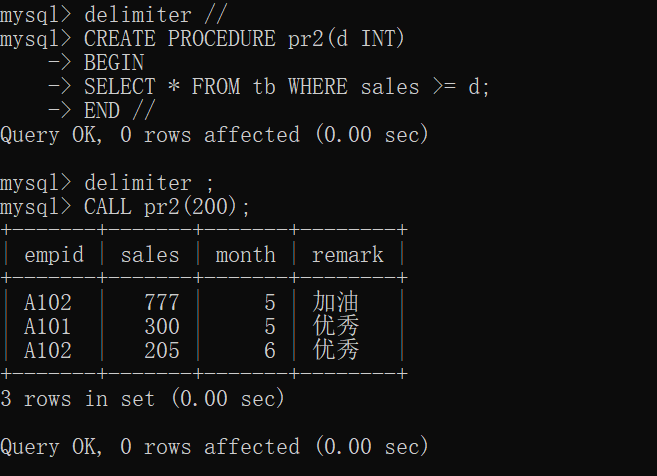 mysql> delimiter //
mysql> CREATE PROCEDURE pr2(d INT)
    -> BEGIN
    -> SELECT * FROM tb WHERE sales >= d;
    -> END //
Query OK, 0 rows affected (0.00 sec)

mysql> delimiter ;
mysql> CALL pr2(200);
+-------+-------+-------+--------+
| empid | sales | month | remark |
+-------+-------+-------+--------+
| A102  |   777 |     5 | 加油   |
| A101  |   300 |     5 | 优秀   |
| A102  |   205 |     6 | 优秀   |
+-------+-------+-------+--------+
3 rows in set (0.00 sec)

Query OK, 0 rows affected (0.00 sec)